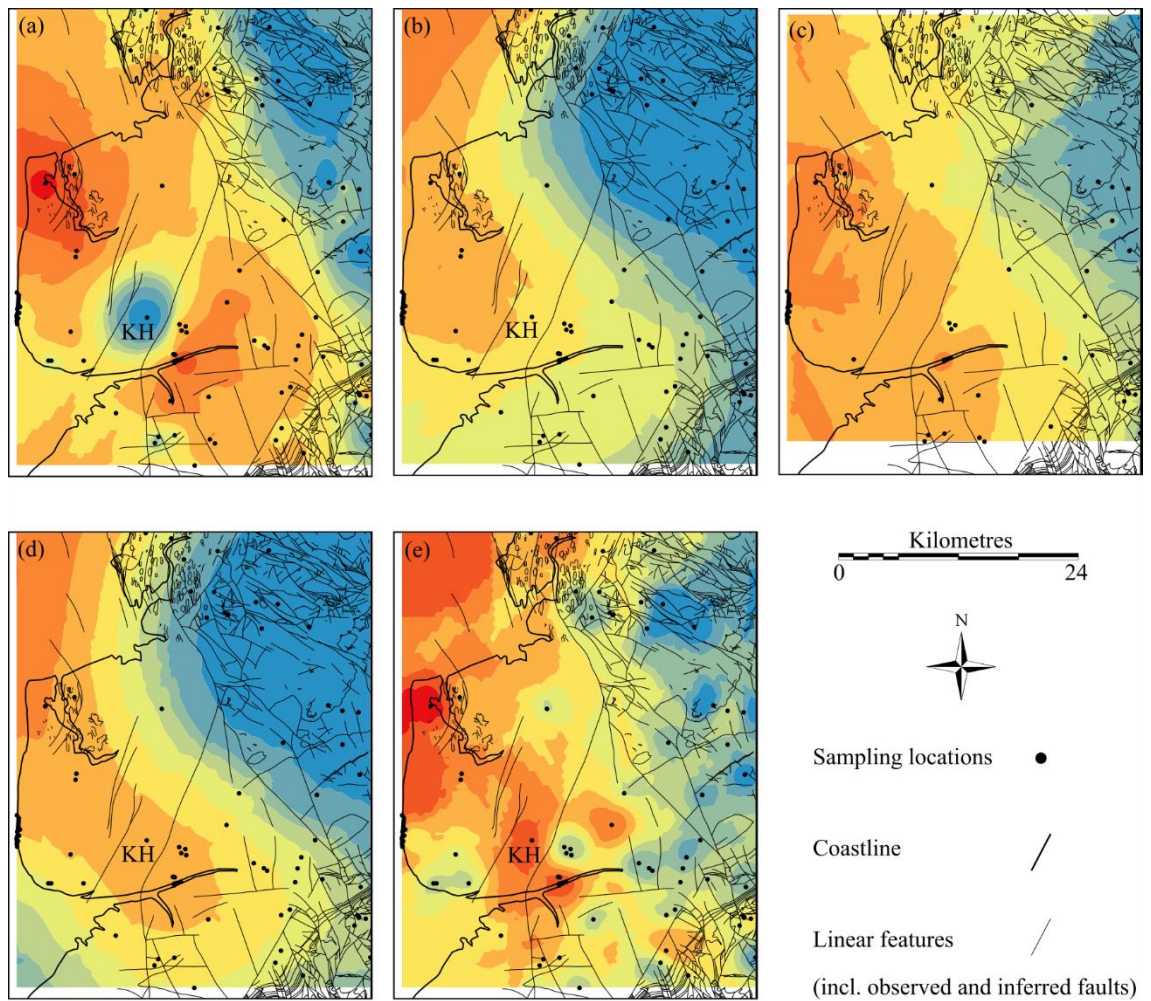 (a)
(b)
(c)
KH
KH
(d)
(e)
KH
KH
Kilometres
0 24
N
Sampling locations
Coastline
Linear features
(incl. observed and inferred faults)